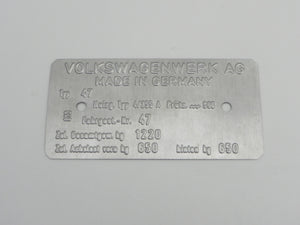 VOLKSWAGENWERK AG
MADE IN GERMANY
Typ 47
E Fahrgest.-Nr. 47
Zul. Gesamtgew. kg 1220
Zul. Achslast vorn kg 650 hinten kg 650